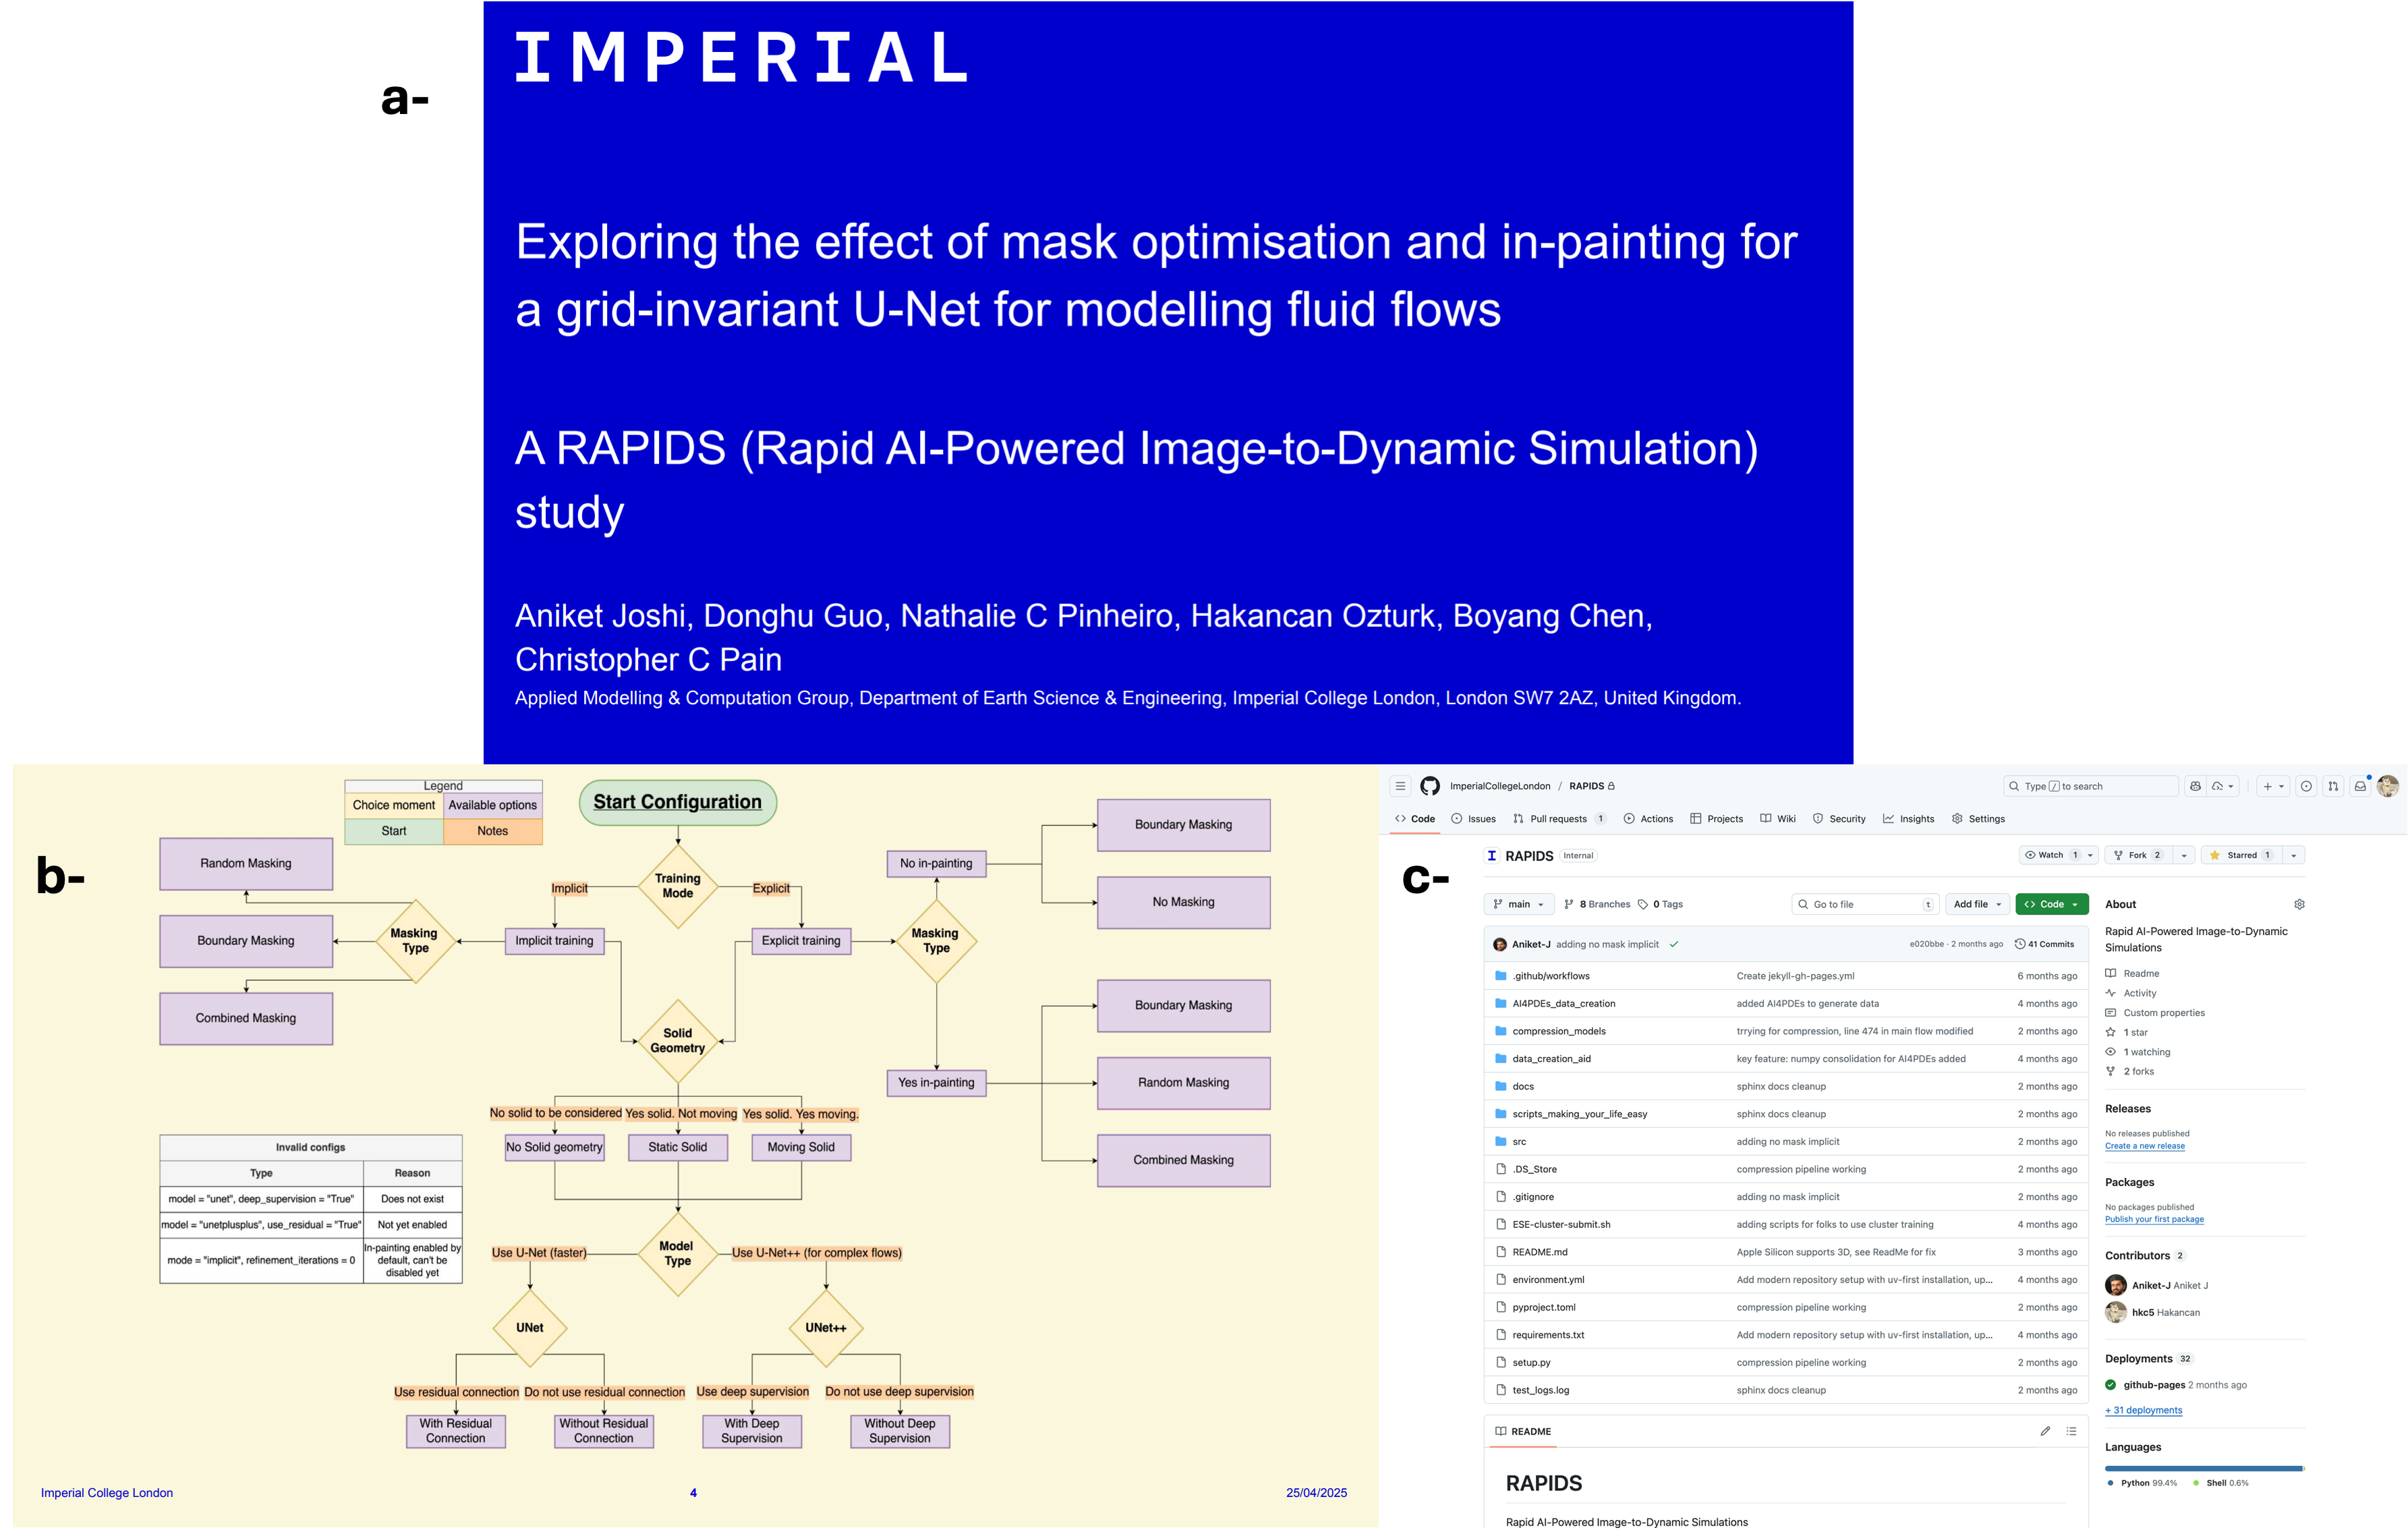 a-
IMPERIAL
Exploring the effect of mask optimisation and in-painting for
a grid-invariant U-Net for modelling fluid flows
A RAPIDS (Rapid AI-Powered Image-to-Dynamic Simulation)
study
Aniket Joshi, Donghu Guo, Nathalie C Pinheiro, Hakancan Ozturk, Boyang Chen,
Christopher C Pain
Applied Modelling & Computation Group, Department of Earth Science & Engineering, Imperial College London, London SW7 2AZ, United Kingdom.
b-
Legend
Choice moment Available options
Start Notes
Start Configuration
Training
Mode
Implicit
Explicit
Implicit training
Explicit training
Masking
Type
Random Masking
Boundary Masking
Combined Masking
Masking
Type
No in-painting
Boundary Masking
No Masking
Yes in-painting
Boundary Masking
Random Masking
Combined Masking
Solid
Geometry
No solid to be considered Yes solid. Not moving Yes solid. Yes moving.
No Solid geometry Static Solid Moving Solid
Invalid configs
Type Reason
model = "unet", deep_supervision = "True" Does not exist
model = "unetplusplus", use_residual = "True" Not yet enabled
mode = "implicit", refinement_iterations = 0 In-painting enabled by
default, can't be
disabled yet
Model
Type
Use U-Net (faster)
Use U-Net++ (for complex flows)
UNet
UNet++
Use residual connection Do not use residual connection Use deep supervision Do not use deep supervision
With Residual
Connection
Without Residual
Connection
With Deep
Supervision
Without Deep
Supervision
Imperial College London 4 25/04/2025
c-
ImperialCollegeLondon / RAPIDS
Type / to search
Code Issues Pull requests 1 Actions Projects Wiki Security Insights Settings
I RAPIDS Internal
Watch 1 Fork 2 Starred 1
main 8 Branches 0 Tags
Go to file t Add file Code
Aniket-J adding no mask implicit e020bbe · 2 months ago 41 Commits
.github/workflows Create jekyll-gh-pages.yml 6 months ago
AI4PDEs_data_creation added AI4PDEs to generate data 4 months ago
compression_models trrying for compression, line 474 in main flow modified 2 months ago
data_creation_aid key feature: numpy consolidation for AI4PDEs added 4 months ago
docs sphinx docs cleanup 2 months ago
scripts_making_your_life_easy sphinx docs cleanup 2 months ago
src adding no mask implicit 2 months ago
.DS_Store compression pipeline working 2 months ago
.gitignore adding no mask implicit 2 months ago
ESE-cluster-submit.sh adding scripts for folks to use cluster training 4 months ago
README.md Apple Silicon supports 3D, see ReadMe for fix 3 months ago
environment.yml Add modern repository setup with uv-first installation, up... 4 months ago
pyproject.toml compression pipeline working 2 months ago
requirements.txt Add modern repository setup with uv-first installation, up... 4 months ago
setup.py compression pipeline working 2 months ago
test_logs.log sphinx docs cleanup 2 months ago
README
RAPIDS
Rapid AI-Powered Image-to-Dynamic Simulations
About
Rapid AI-Powered Image-to-Dynamic
Simulations
Readme
Activity
Custom properties
1 star
1 watching
2 forks
Releases
No releases published
Create a new release
Packages
No packages published
Publish your first package
Contributors 2
Aniket-J Aniket J
hkc5 Hakancan
Deployments 32
github-pages 2 months ago
+ 31 deployments
Languages
Python 99.4% Shell 0.6%